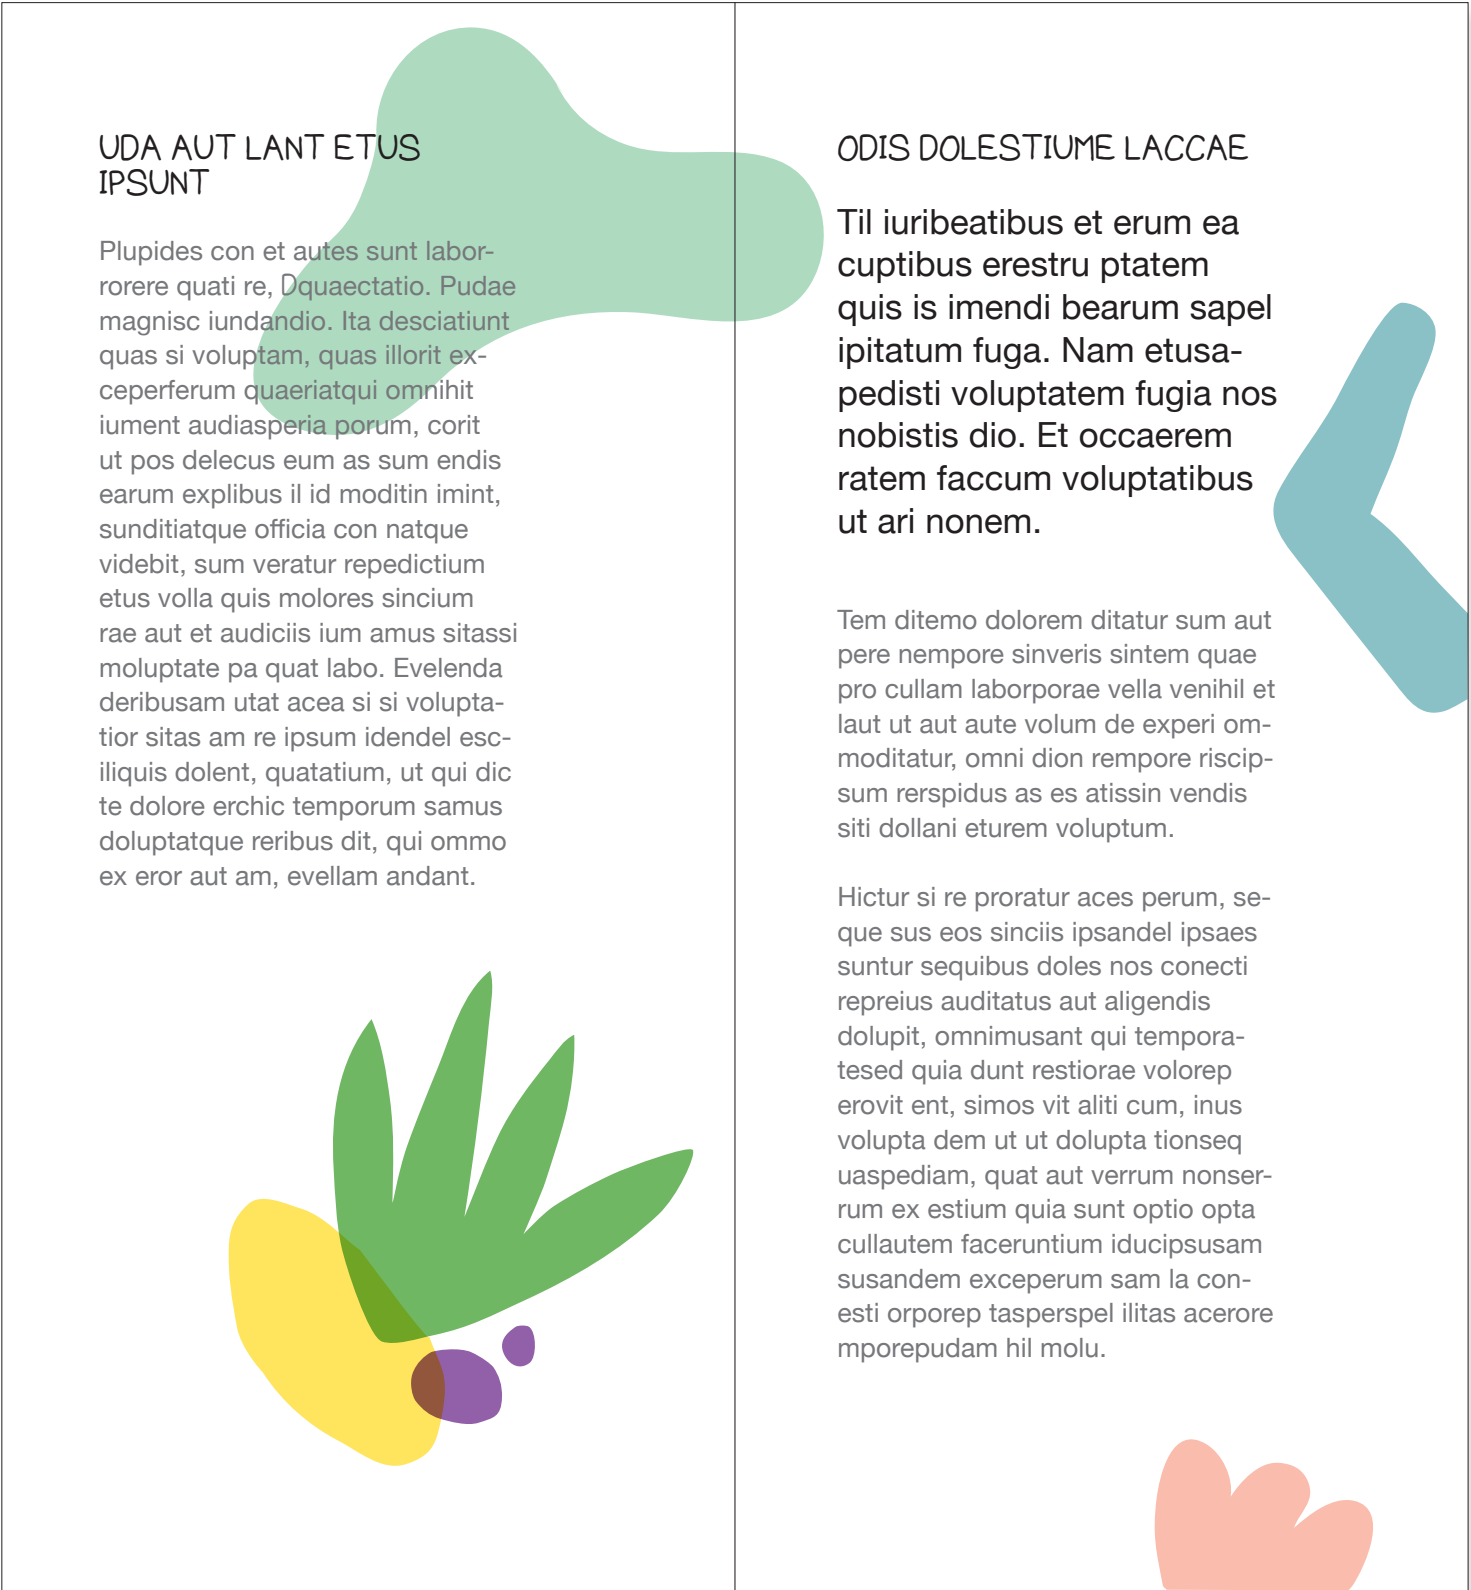 UDA AUT LANT ETUS
IPSUNT
Plupides con et autes sunt labor-
rorere quati re, Dquaectatio. Pudae
magnisc iundandio. Ita desciatiunt
quas si voluptam, quas illorit ex-
ceperferum quaeriatqui omnihit
iument audiasperia porum, corit
ut pos delecus eum as sum endis
earum explibus il id moditin imint,
sunditiatque officia con natque
videbit, sum veratur repedictium
etus volla quis molores sincium
rae aut et audiciis ium amus sitassi
moluptate pa quat labo. Evelenda
deribusam utat acea si si volupta-
tior sitas am re ipsum idendel esc-
iliquis dolent, quatatium, ut qui dic
te dolore erchic temporum samus
doluptatque reribus dit, qui ommo
ex eror aut am, evellam andant.
ODIS DOLESTIUME LACCAE
Til iuribeatibus et erum ea
cuptibus erestru ptatem
quis is imendi bearum sapel
ipitatum fuga. Nam etusa-
pedisti voluptatem fugia nos
nobistis dio. Et occaerem
ratem faccum voluptatibus
ut ari nonem.
Tem ditemo dolorem ditatur sum aut
pere nempore sinveris sintem quae
pro cullam laborporae vella venihil et
laut ut aut aute volum de experi om-
moditatur, omni dion rempore riscip-
sum rerspidus as es atissin vendis
siti dollani eturem voluptum.
Hictur si re proratur aces perum, se-
que sus eos sinciis ipsandel ipsaes
suntur sequibus doles nos conecti
repreius auditatus aut aligendis
dolupit, omnimusant qui tempora-
tesed quia dunt restiorae volorep
erovit ent, simos vit aliti cum, inus
volupta dem ut ut dolupta tionseq
uaspediam, quat aut verrum nonser-
rum ex estium quia sunt optio opta
cullautem faceruntium iducipsusam
susandem exceperum sam la con-
esti orporep tasperspel ilitas acerore
mporepudam hil molu.